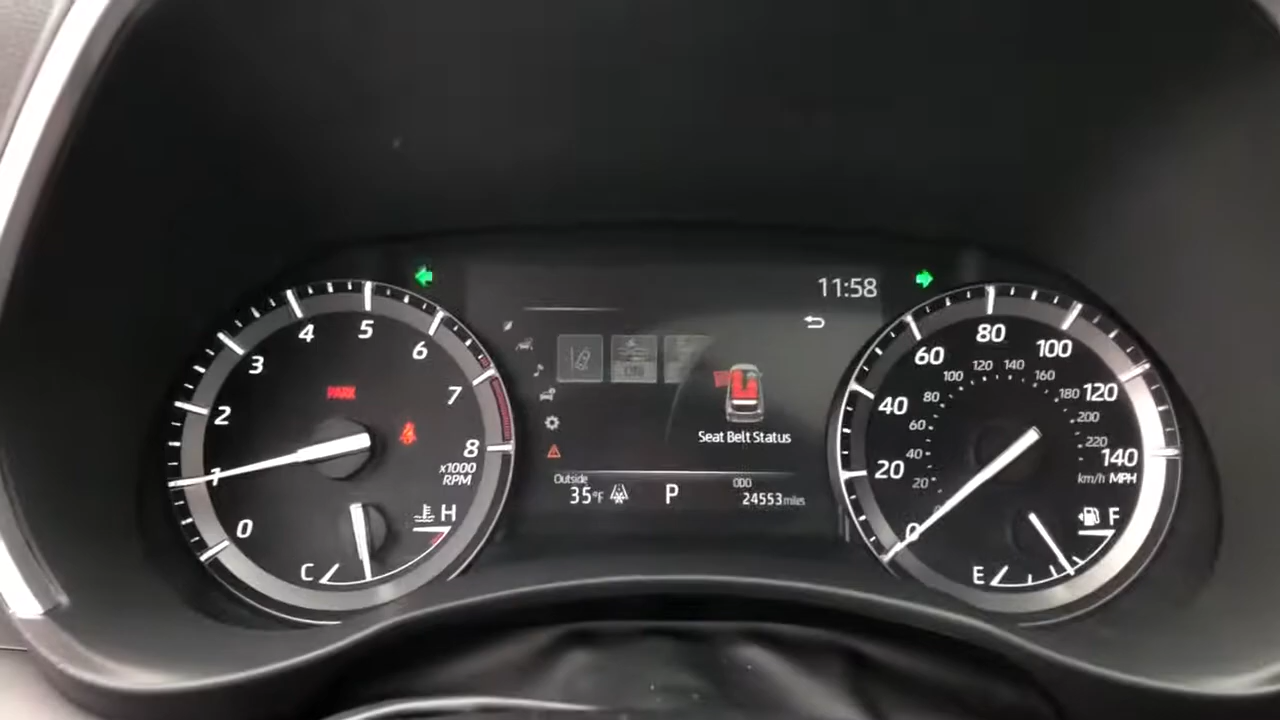 11:58
0
1
2
3
4
5
6
7
8
x1000
RPM
PARK
C
H
Seat Belt Status
Outside
35°F
P
ODO
24553 miles
0
20
40
60
80
100
120
140
20
40
60
80
100
120
140
160
180
200
220
km/h MPH
E
F